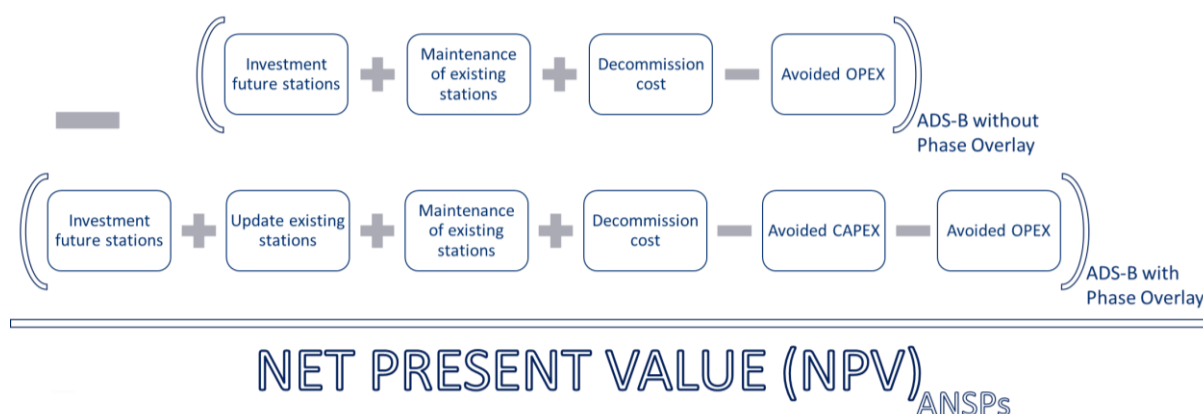 Investment
future stations
Maintenance
of existing
stations
Decommission
cost
Avoided OPEX
ADS-B without
Phase Overlay
Investment
future stations
Update existing
stations
Maintenance
of existing
stations
Decommission
cost
Avoided CAPEX
Avoided OPEX
ADS-B with
Phase Overlay
NET PRESENT VALUE (NPV)
ANSPs